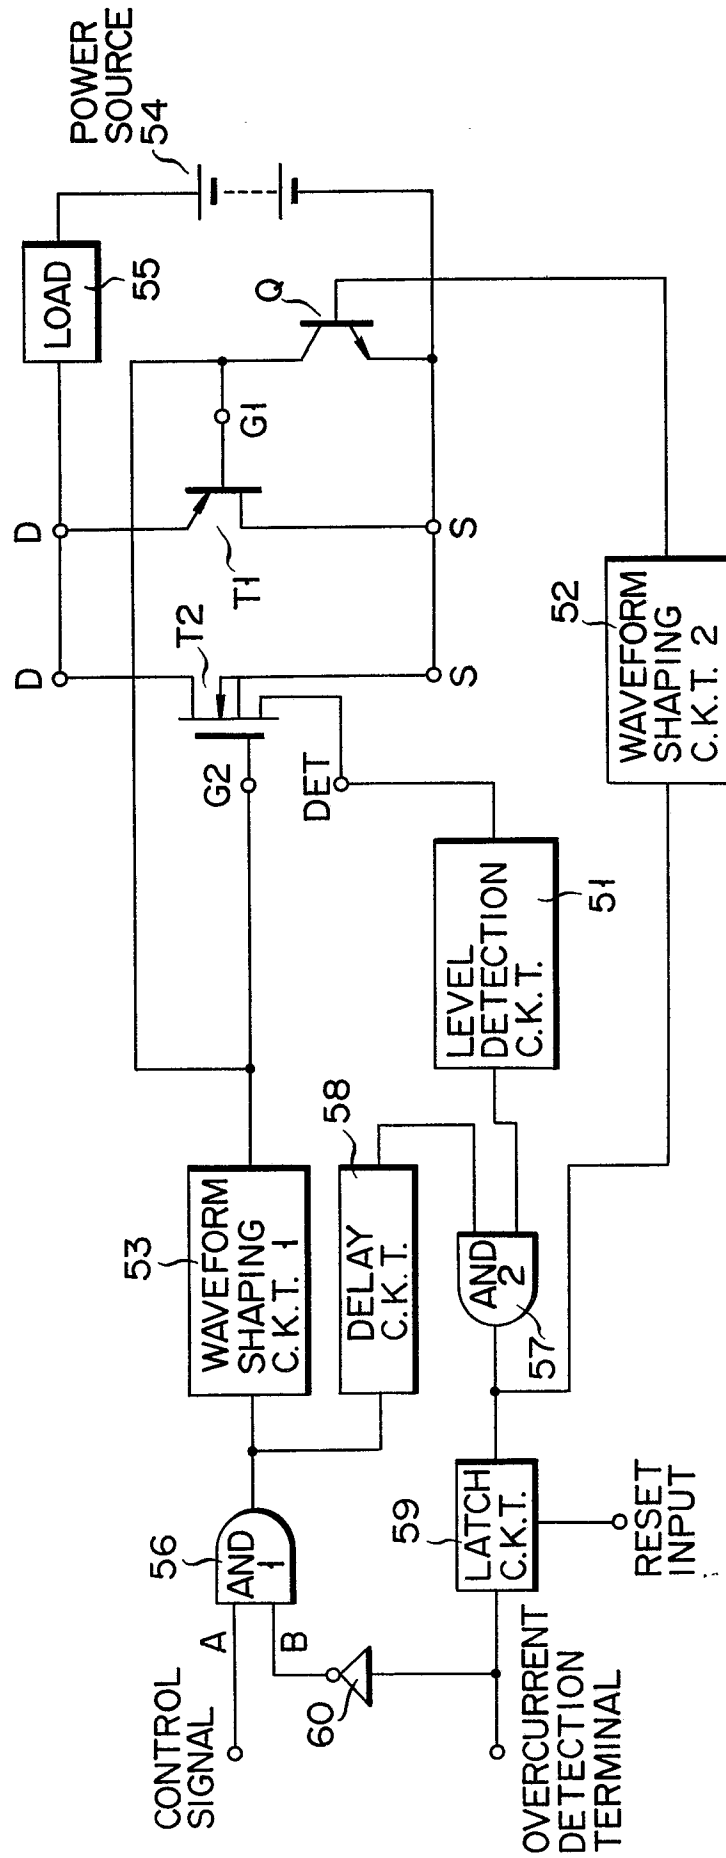 CONTROL
SIGNAL
A
B
56
AND
1
60
OVERCURRENT
DETECTION
TERMINAL
59
LATCH
C.K.T.
RESET
INPUT
53
WAVEFORM
SHAPING
C.K.T. 1
58
DELAY
C.K.T.
AND
2
57
LEVEL
DETECTION
C.K.T.
51
52
WAVEFORM
SHAPING
C.K.T. 2
G2
DET
T2
T1
D
D
S
S
G1
Q
LOAD
55
POWER
SOURCE
54